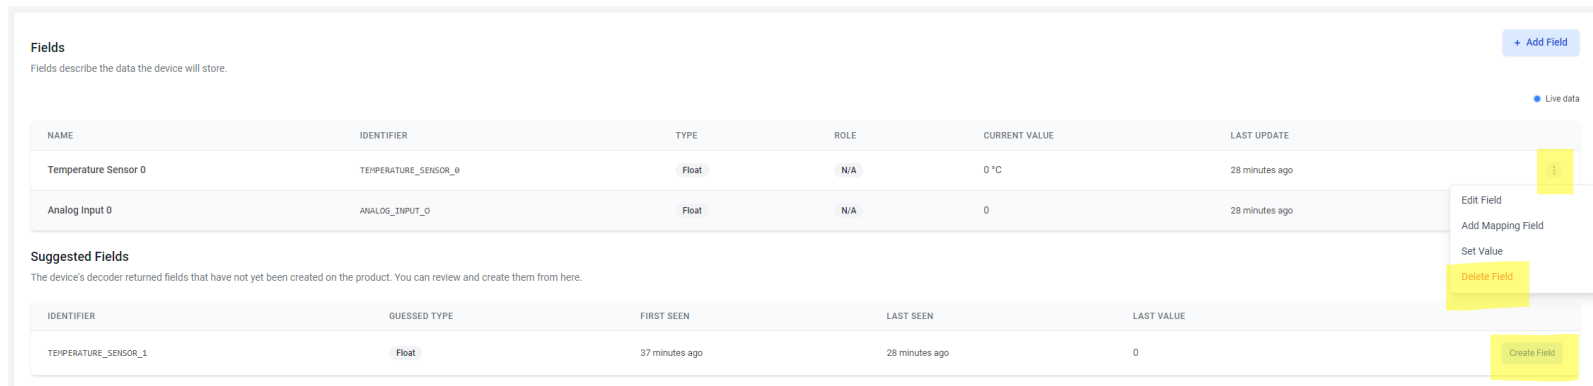 Fields
+ Add Field
Fields describe the data the device will store.
Live data
NAME IDENTIFIER TYPE ROLE CURRENT VALUE LAST UPDATE
Temperature Sensor 0 TEMPERATURE_SENSOR_0 Float N/A 0 °C 28 minutes ago
Analog Input 0 ANALOG_INPUT_0 Float N/A 0 28 minutes ago
Edit Field
Add Mapping Field
Set Value
Delete Field
Suggested Fields
The device's decoder returned fields that have not yet been created on the product. You can review and create them from here.
IDENTIFIER GUESSED TYPE FIRST SEEN LAST SEEN LAST VALUE
TEMPERATURE_SENSOR_1 Float 37 minutes ago 28 minutes ago 0 Create Field